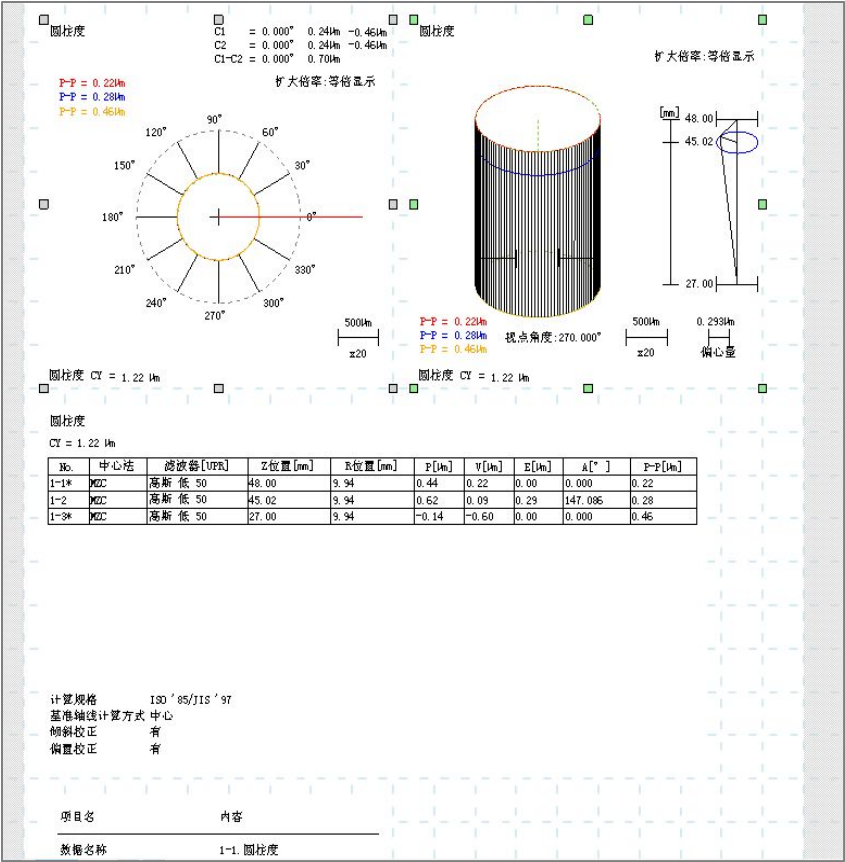 圆柱度
C1 = 0.000° 0.24μm -0.46μm
C2 = 0.000° 0.24μm -0.46μm
C1-C2 = 0.000° 0.70μm
扩大倍率:等倍显示
P-P = 0.22μm
P-P = 0.28μm
P-P = 0.46μm
90°
120°
60°
150°
30°
180°
0°
210°
330°
240°
300°
270°
500μm
x20
圆柱度 CY = 1.22 μm
圆柱度
扩大倍率:等倍显示
[mm]
48.00
45.02
27.00
P-P = 0.22μm
P-P = 0.28μm
P-P = 0.46μm
视点角度:270.000°
500μm
x20
0.293μm
偏心量
圆柱度 CY = 1.22 μm
圆柱度
CY = 1.22 μm
No. 中心法 滤波器[UPR] Z位置[mm] R位置[mm] P[μm] V[μm] E[μm] A[° ] P-P[μm]
1-1* MZC 高斯 低 50 48.00 9.94 0.44 0.22 0.00 0.000 0.22
1-2 MZC 高斯 低 50 45.02 9.94 0.62 0.09 0.29 147.086 0.28
1-3* MZC 高斯 低 50 27.00 9.94 -0.14 -0.60 0.00 0.000 0.46
计算规格 ISO '85/JIS '97
基准轴线计算方式 中心
倾斜校正 有
偏置校正 有
项目名 内容
数据名称 1-1.圆柱度